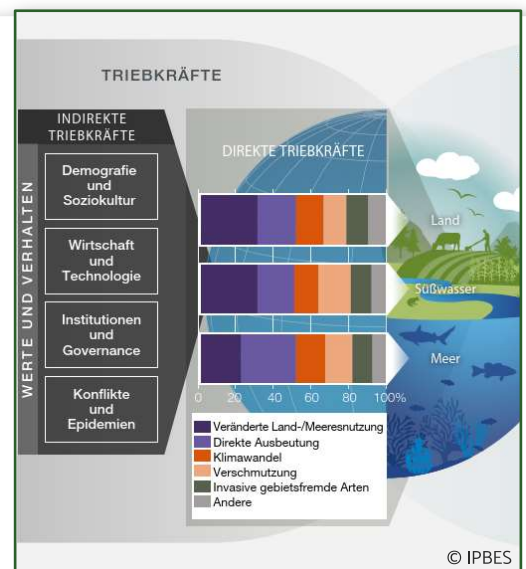 TRIEBKRÄFTE
INDIREKTE
TRIEBKRÄFTE
WERTE UND VERHALTEN
Demografie
und
Soziokultur
Wirtschaft
und
Technologie
Institutionen
und
Governance
Konflikte
und
Epidemien
DIREKTE TRIEBKRÄFTE
Land
Süßwasser
Meer
0 20 40 60 80 100%
Veränderte Land-/Meeresnutzung
Direkte Ausbeutung
Klimawandel
Verschmutzung
Invasive gebietsfremde Arten
Andere
© IPBES